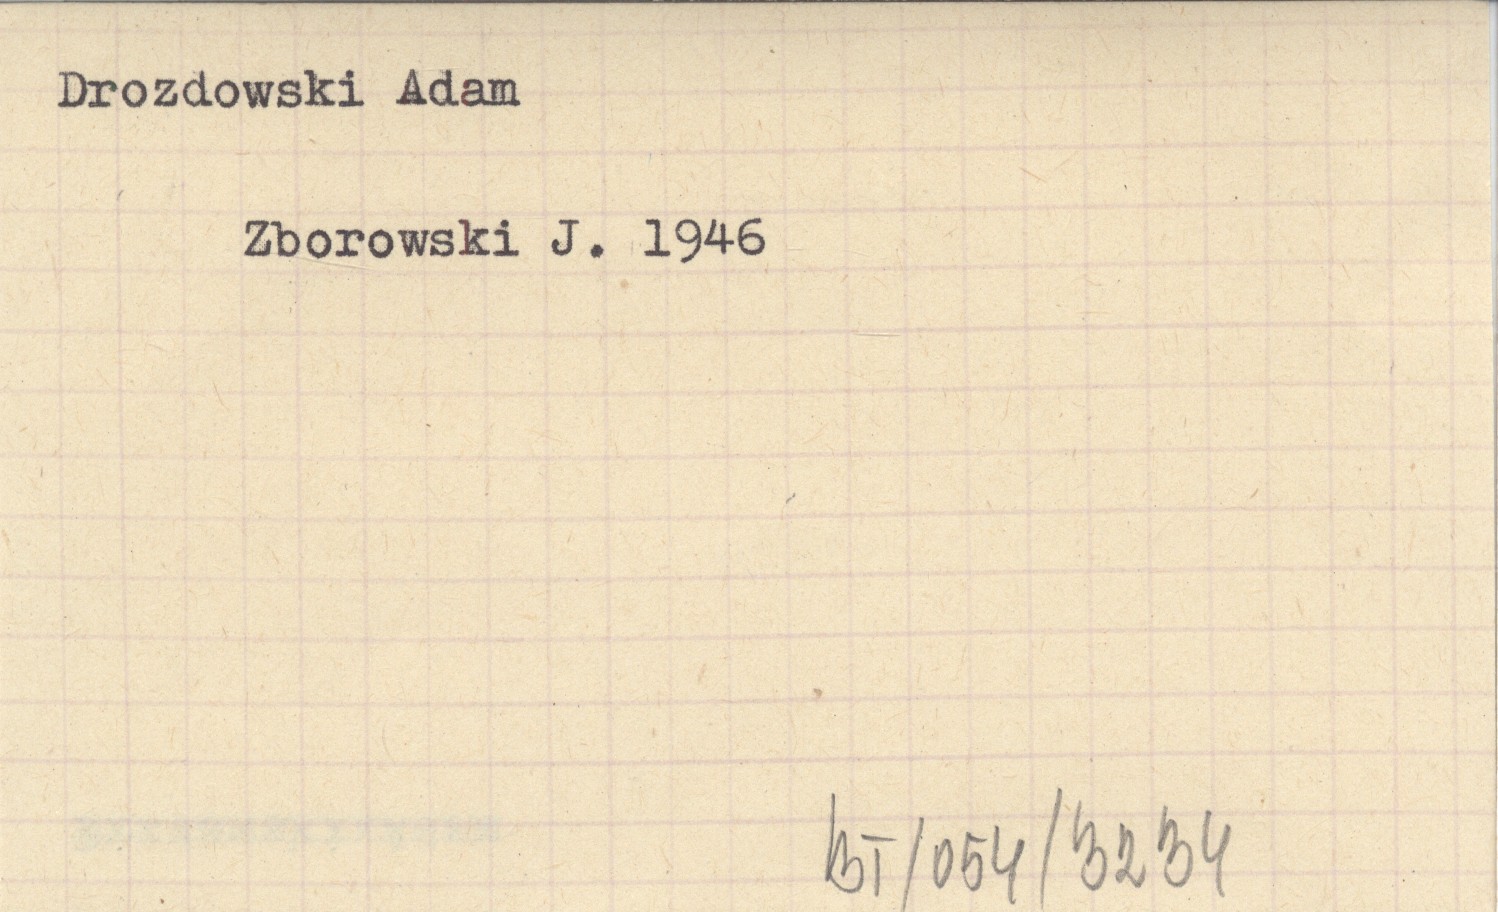 Drozdowski Adam
Zborowski J. 1946
BT/054/3234